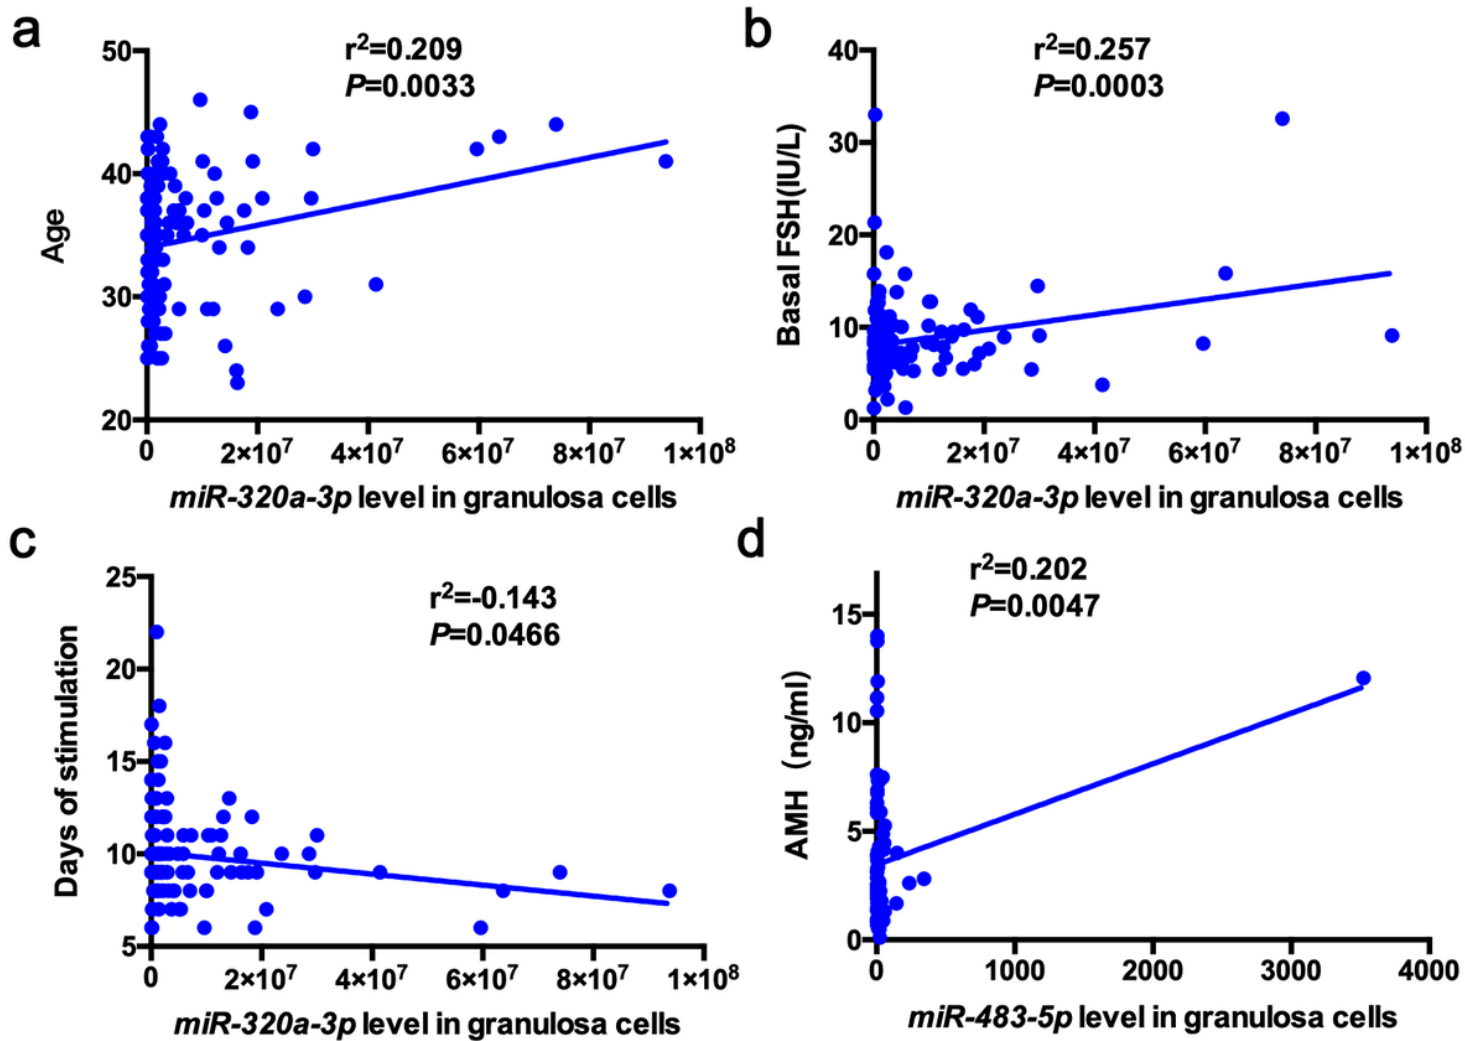 a
r²=0.209
P=0.0033
50
40
30
20
Age
0 2×10⁷ 4×10⁷ 6×10⁷ 8×10⁷ 1×10⁸
miR-320a-3p level in granulosa cells
b
r²=0.257
P=0.0003
40
30
20
10
0
Basal FSH(IU/L)
0 2×10⁷ 4×10⁷ 6×10⁷ 8×10⁷ 1×10⁸
miR-320a-3p level in granulosa cells
c
r²=-0.143
P=0.0466
25
20
15
10
5
Days of stimulation
0 2×10⁷ 4×10⁷ 6×10⁷ 8×10⁷ 1×10⁸
miR-320a-3p level in granulosa cells
d
r²=0.202
P=0.0047
15
10
5
0
AMH (ng/ml)
0 1000 2000 3000 4000
miR-483-5p level in granulosa cells